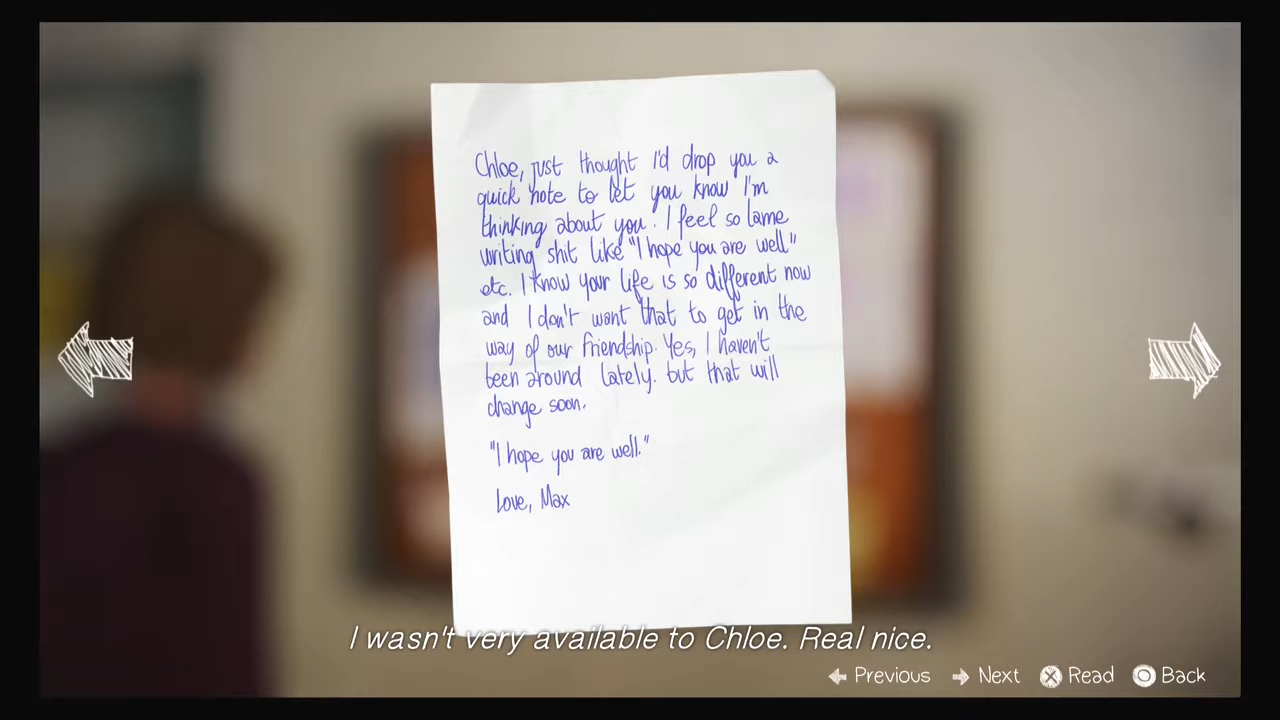 Chloe, just thought I'd drop you a
quick note to let you know I'm
thinking about you. I feel so lame
writing shit like "I hope you are well"
etc. I know your life is so different now
and I don't want that to get in the
way of our friendship. Yes, I haven't
been around lately. but that will
change soon.
"I hope you are well."
Love, Max
I wasn't very available to Chloe. Real nice.
Previous Next Read Back